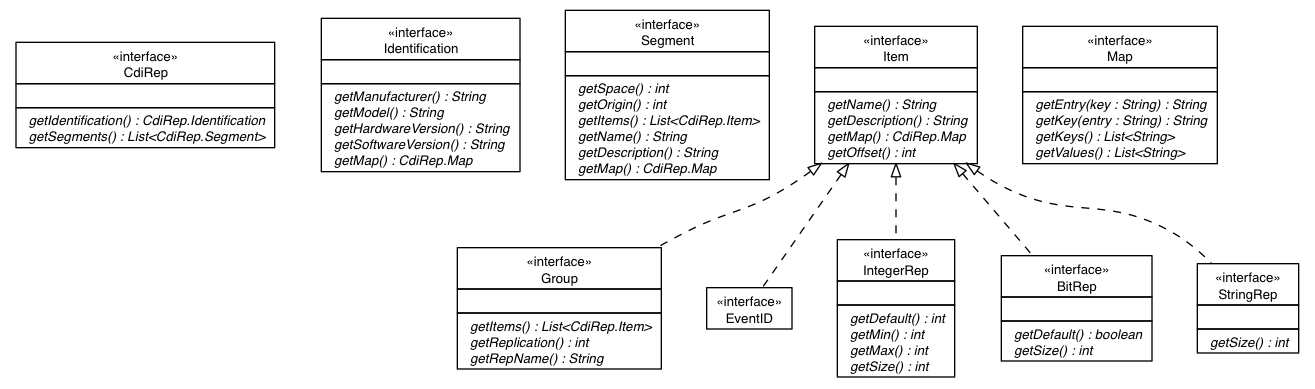 «interface»
CdiRep
getIdentification() : CdiRep.Identification
getSegments() : List<CdiRep.Segment>
«interface»
Identification
getManufacturer() : String
getModel() : String
getHardwareVersion() : String
getSoftwareVersion() : String
getMap() : CdiRep.Map
«interface»
Segment
getSpace() : int
getOrigin() : int
getItems() : List<CdiRep.Item>
getName() : String
getDescription() : String
getMap() : CdiRep.Map
«interface»
Item
getName() : String
getDescription() : String
getMap() : CdiRep.Map
getOffset() : int
«interface»
Map
getEntry(key : String) : String
getKey(entry : String) : String
getKeys() : List<String>
getValues() : List<String>
«interface»
Group
getItems() : List<CdiRep.Item>
getReplication() : int
getRepName() : String
«interface»
EventID
«interface»
IntegerRep
getDefault() : int
getMin() : int
getMax() : int
getSize() : int
«interface»
BitRep
getDefault() : boolean
getSize() : int
«interface»
StringRep
getSize() : int